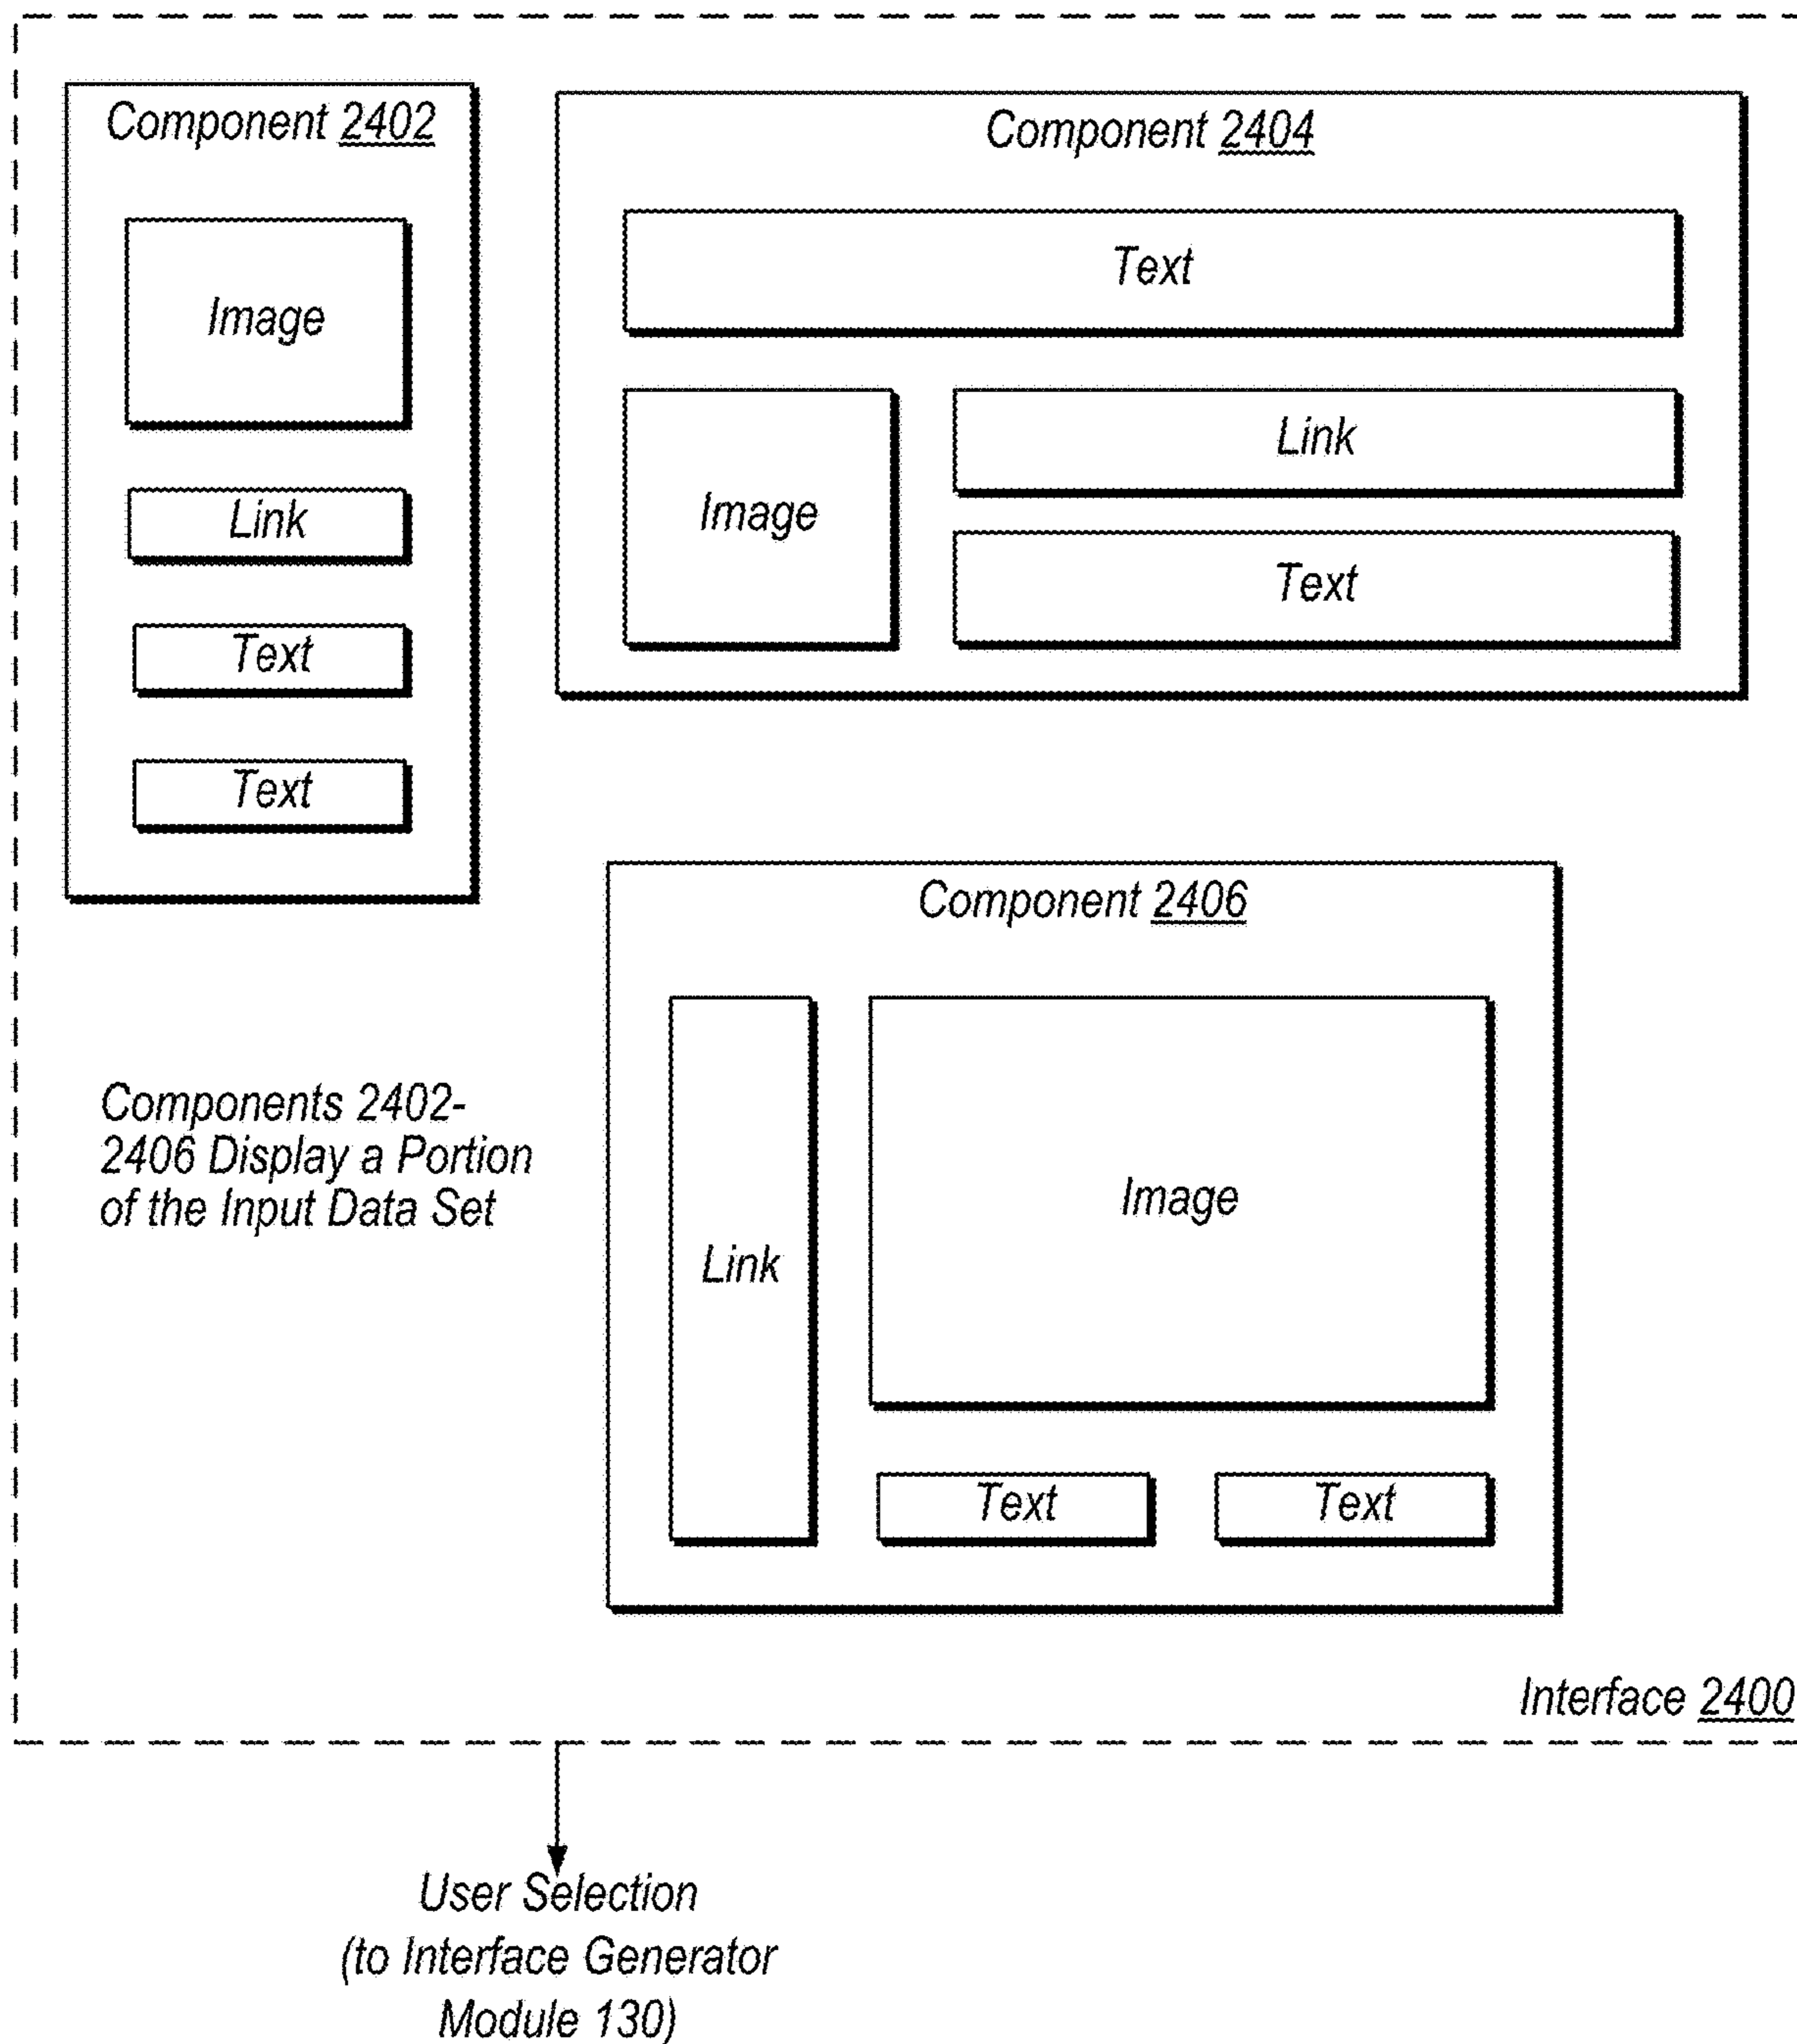 Component 2402
Image
Link
Text
Text
Component 2404
Text
Image
Link
Text
Component 2406
Link
Image
Text
Text
Components 2402-
2406 Display a Portion
of the Input Data Set
Interface 2400
User Selection
(to Interface Generator
Module 130)